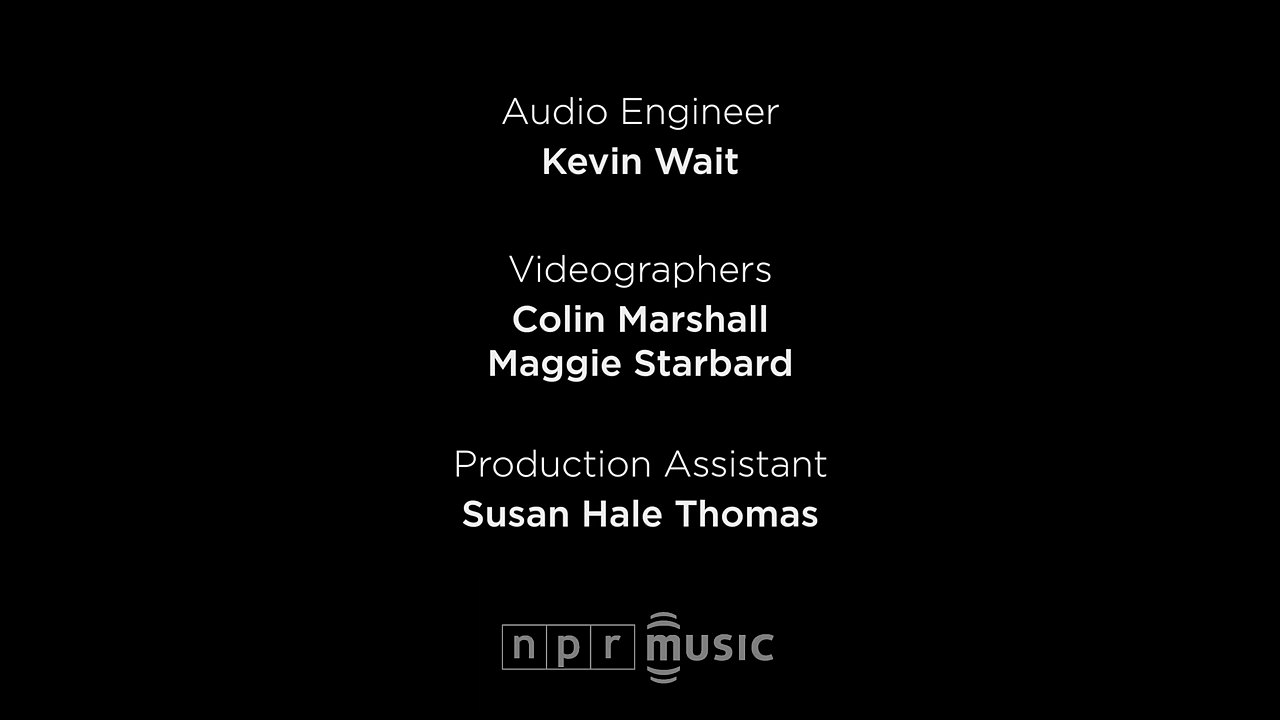 Audio Engineer
Kevin Wait
Videographers
Colin Marshall
Maggie Starbard
Production Assistant
Susan Hale Thomas
npr music